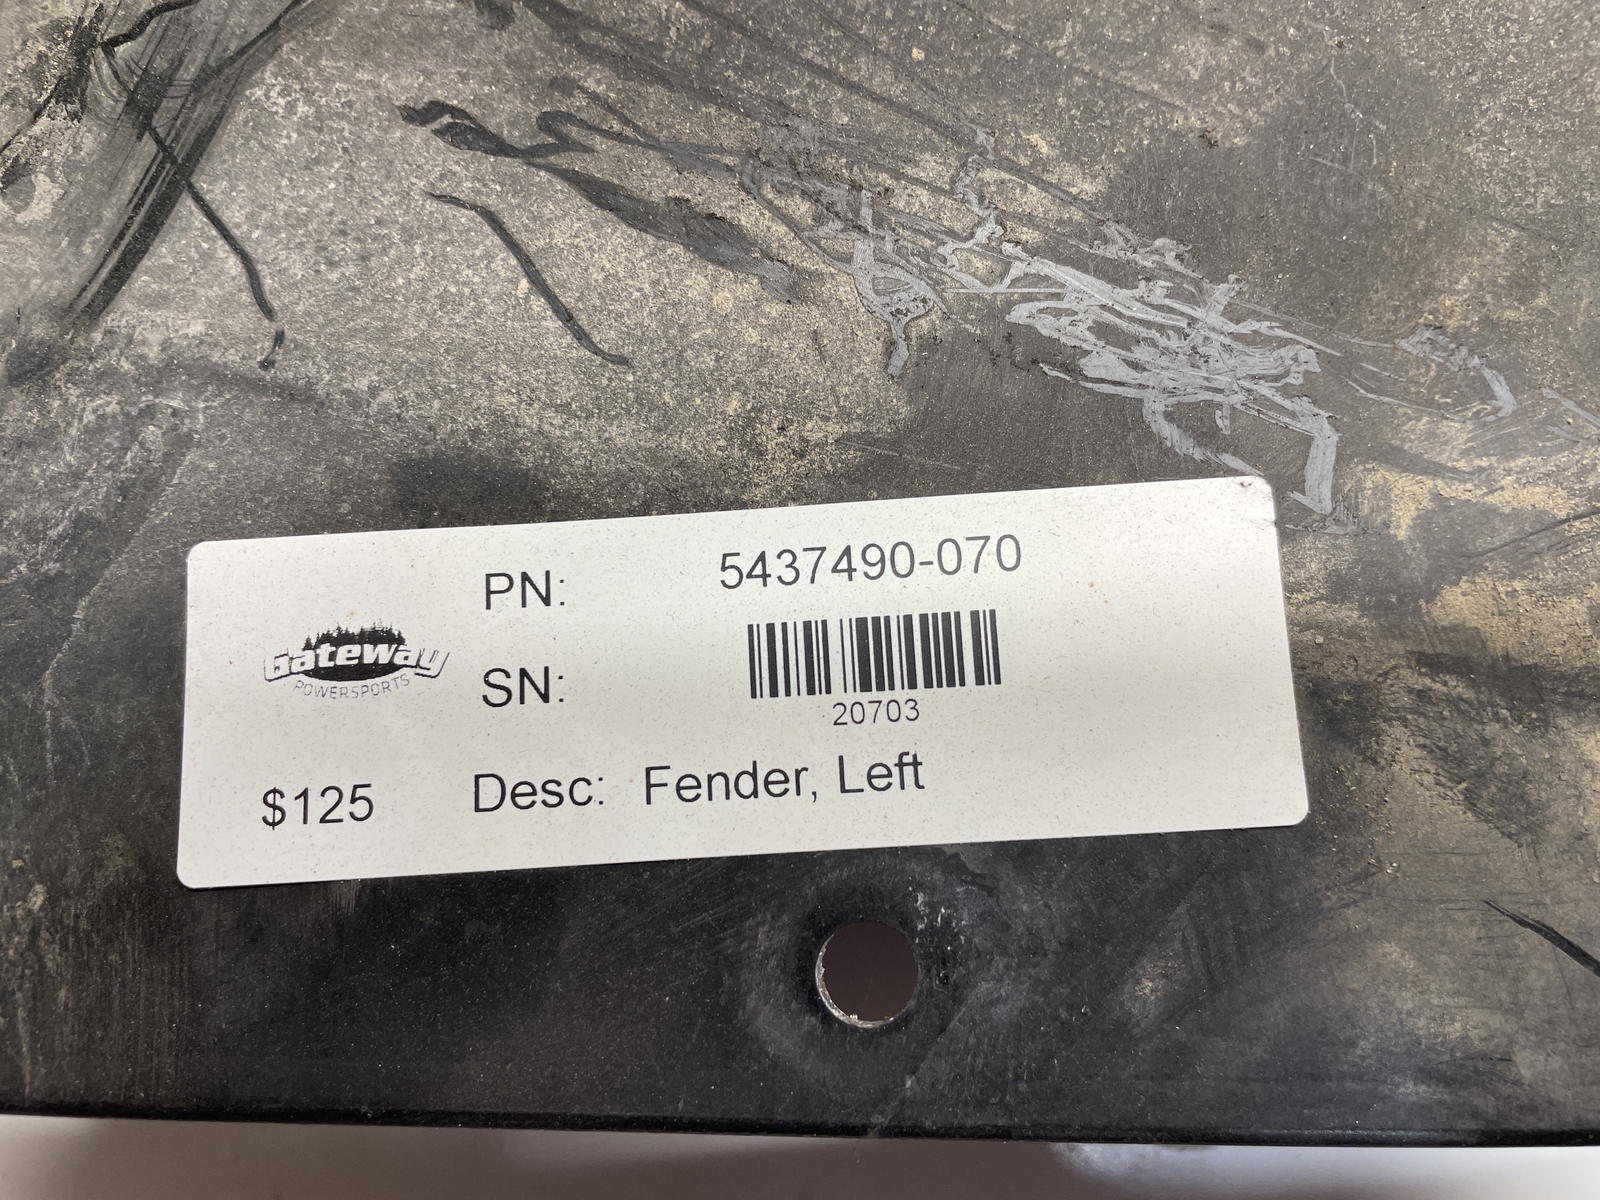 PN: 5437490-070
Gateway
POWERSPORTS
SN:
20703
$125 Desc: Fender, Left